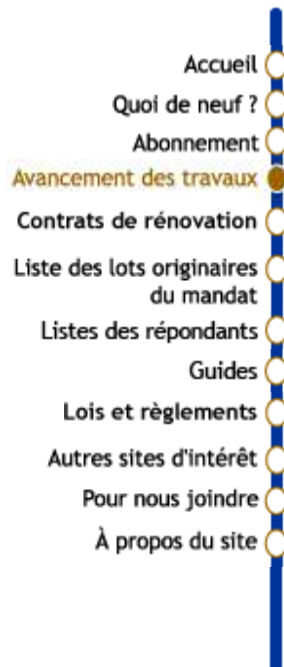 Accueil
Quoi de neuf ?
Abonnement
Avancement des travaux
Contrats de rénovation
Liste des lots originaires
du mandat
Listes des répondants
Guides
Lois et règlements
Autres sites d'intérêt
Pour nous joindre
À propos du site